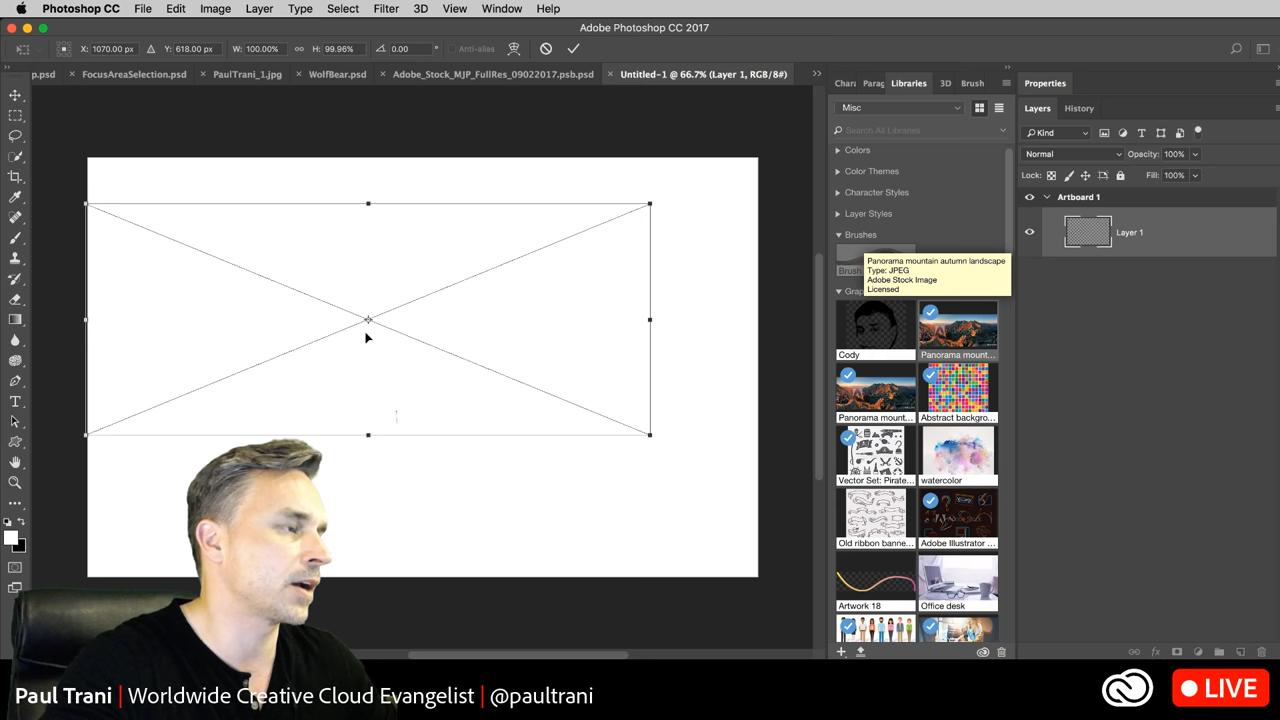 Photoshop CC File Edit Image Layer Type Select Filter 3D View Window Help
Adobe Photoshop CC 2017
X: 1070.00 px Y: 618.00 px W: 100.00% H: 99.96% 0.00 ° Anti-alias
p.psd FocusAreaSelection.psd PaulTrani_1.jpg WolfBear.psd Adobe_Stock_MJP_FullRes_09022017.psb.psd Untitled-1 @ 66.7% (Layer 1, RGB/8#)
Chara Parag Libraries 3D Brush
Misc
Search All Libraries
Colors
Color Themes
Character Styles
Layer Styles
Brushes
Brush
Panorama mountain autumn landscape
Type: JPEG
Adobe Stock Image
Licensed
Grap
Cody
Panorama mount...
Panorama mount...
Abstract backgro...
Vector Set: Pirate...
watercolor
Old ribbon banne...
Adobe Illustrator ...
Artwork 18
Office desk
Properties
Layers History
Kind
Normal Opacity: 100%
Lock: Fill: 100%
Artboard 1
Layer 1
fx
Paul Trani | Worldwide Creative Cloud Evangelist | @paultrani
LIVE